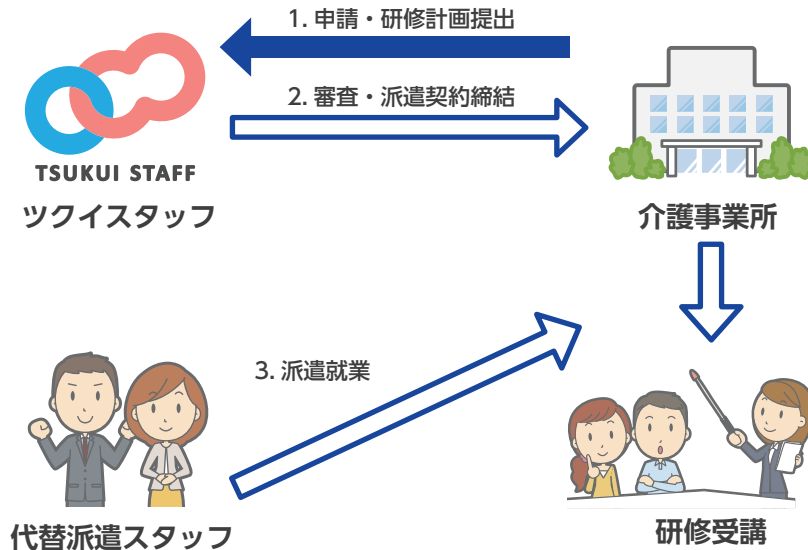 1. 申請・研修計画提出
2. 審査・派遣契約締結
TSUKUI STAFF
ツクイスタッフ
介護事業所
3. 派遣就業
代替派遣スタッフ
研修受講